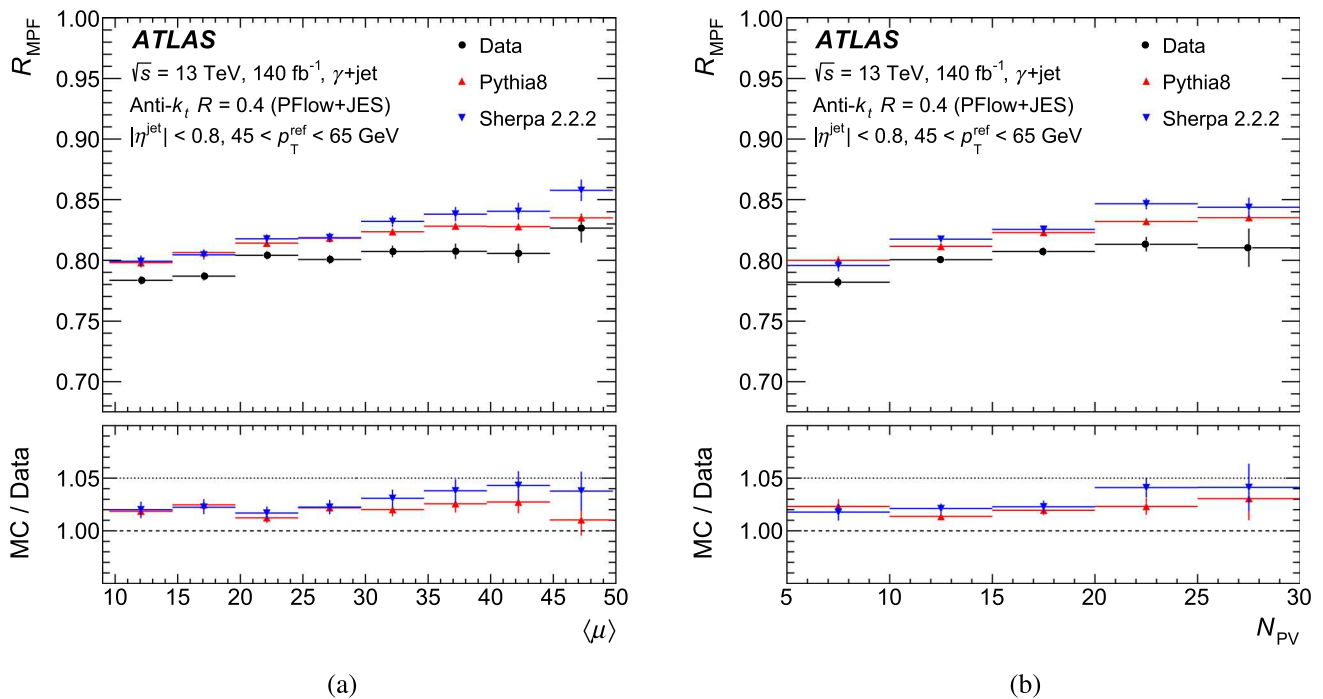 R_MPF
1.00
0.95
0.90
0.85
0.80
0.75
0.70
ATLAS
√s = 13 TeV, 140 fb⁻¹, γ+jet
Anti-k_t R = 0.4 (PFlow+JES)
|η^jet| < 0.8, 45 < p_T^ref < 65 GeV
Data
Pythia8
Sherpa 2.2.2
MC / Data
1.05
1.00
10 15 20 25 30 35 40 45 50
⟨μ⟩
(a)
R_MPF
1.00
0.95
0.90
0.85
0.80
0.75
0.70
ATLAS
√s = 13 TeV, 140 fb⁻¹, γ+jet
Anti-k_t R = 0.4 (PFlow+JES)
|η^jet| < 0.8, 45 < p_T^ref < 65 GeV
Data
Pythia8
Sherpa 2.2.2
MC / Data
1.05
1.00
5 10 15 20 25 30
N_PV
(b)